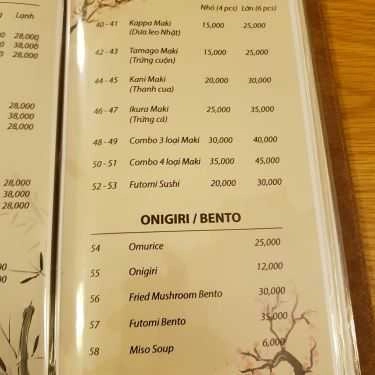 Lạnh
28,000
38,000
28,000
28,000
38,000
28,000
28,000
38,000
28,000
Nhỏ (4 pcs) Lớn (6 pcs)
40 - 41 Kappa Maki 15,000 25,000
(Dưa leo Nhật)
42 - 43 Tamago Maki 15,000 25,000
(Trứng cuộn)
44 - 45 Kani Maki 20,000 30,000
(Thanh cua)
46 - 47 Ikura Maki 25,000 35,000
(Trứng cá)
48 - 49 Combo 3 loại Maki 30,000 40,000
50 - 51 Combo 4 loại Maki 35,000 45,000
52 - 53 Futomi Sushi 20,000 30,000
ONIGIRI / BENTO
54 Omurice 25,000
55 Onigiri 12,000
56 Fried Mushroom Bento 30,000
57 Futomi Bento 35,000
58 Miso Soup 6,000